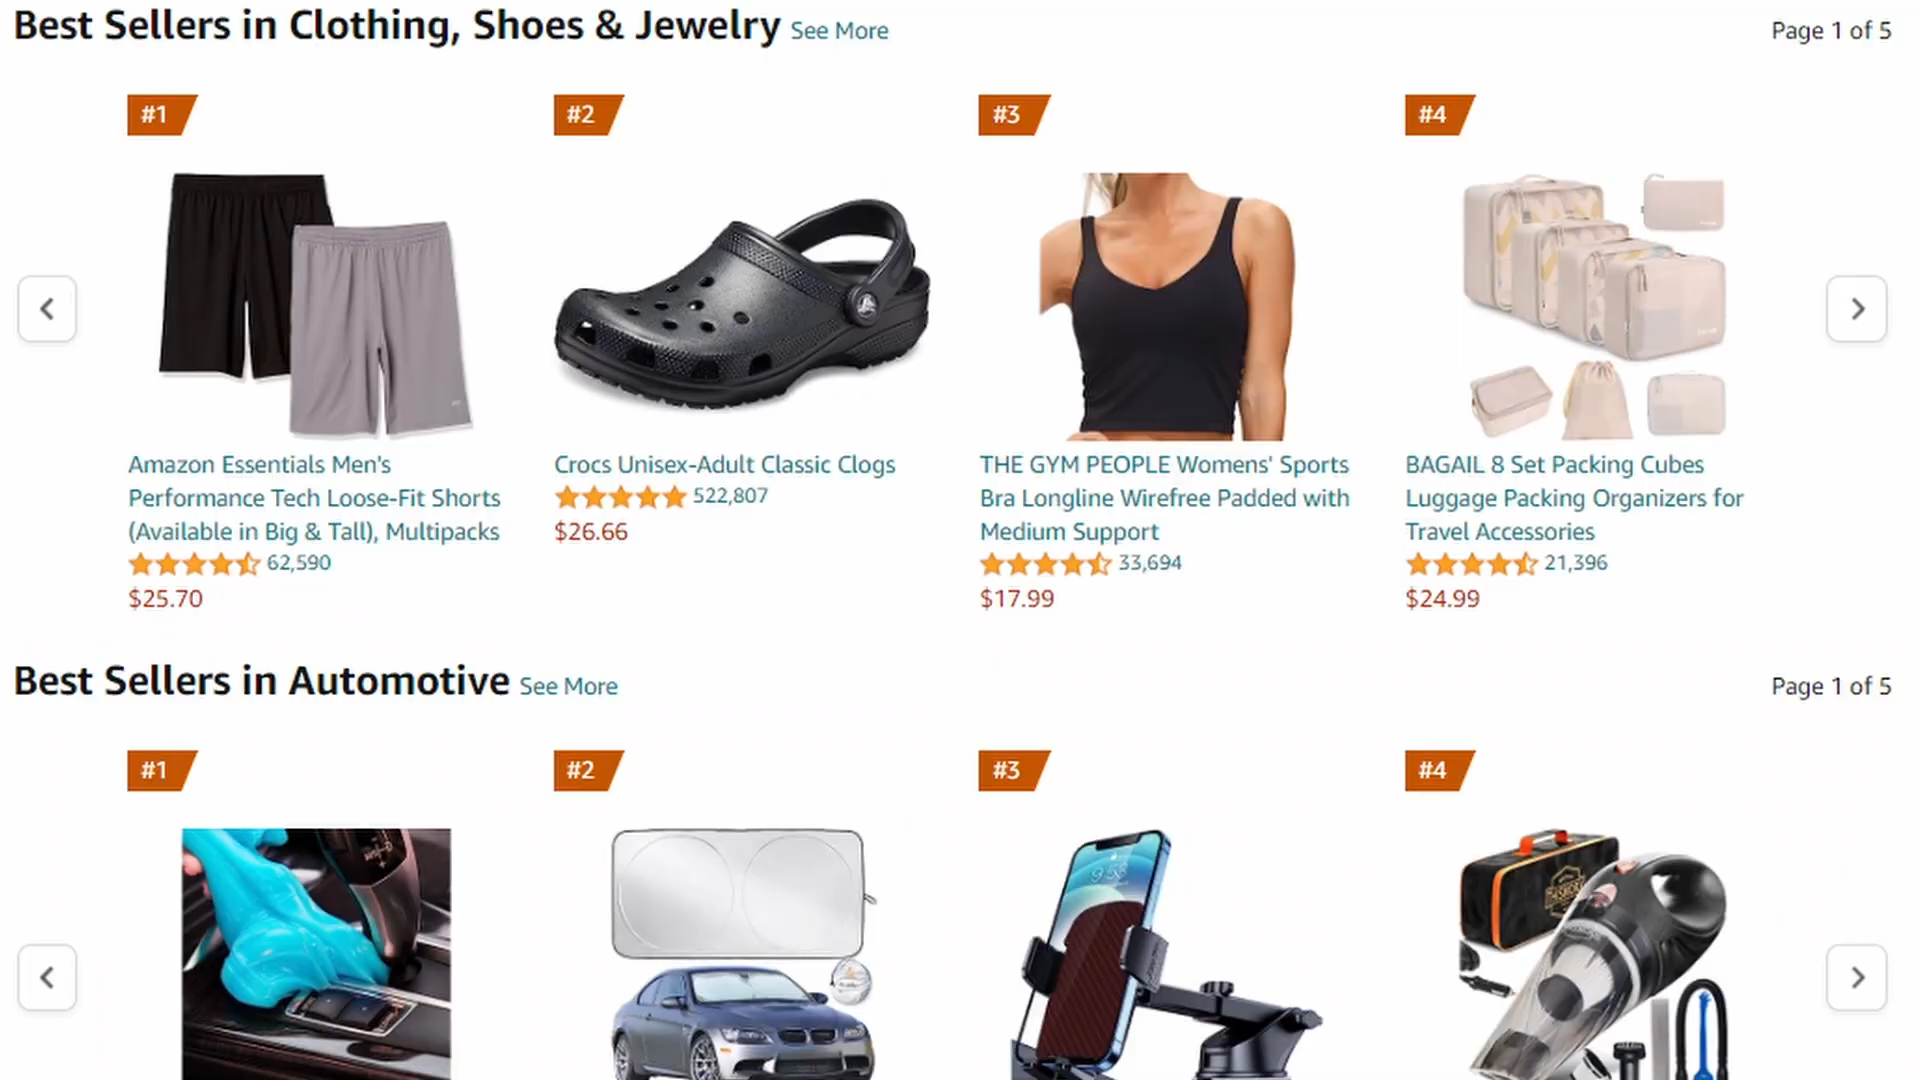 Best Sellers in Clothing, Shoes & Jewelry See More
Page 1 of 5
#1
#2
#3
#4
Amazon Essentials Men's
Performance Tech Loose-Fit Shorts
(Available in Big & Tall), Multipacks
62,590
$25.70
Crocs Unisex-Adult Classic Clogs
522,807
$26.66
THE GYM PEOPLE Womens' Sports
Bra Longline Wirefree Padded with
Medium Support
33,694
$17.99
BAGAIL 8 Set Packing Cubes
Luggage Packing Organizers for
Travel Accessories
21,396
$24.99
Best Sellers in Automotive See More
Page 1 of 5
#1
#2
#3
#4